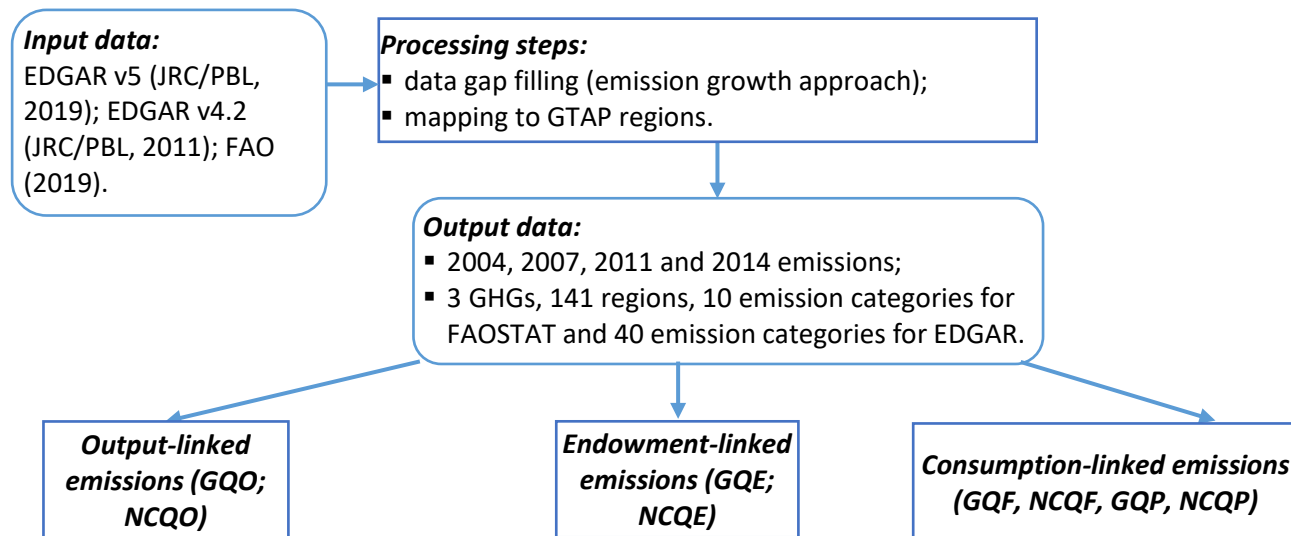 Input data:
EDGAR v5 (JRC/PBL,
2019); EDGAR v4.2
(JRC/PBL, 2011); FAO
(2019).
Processing steps:
▪ data gap filling (emission growth approach);
▪ mapping to GTAP regions.
Output data:
▪ 2004, 2007, 2011 and 2014 emissions;
▪ 3 GHGs, 141 regions, 10 emission categories for
FAOSTAT and 40 emission categories for EDGAR.
Output-linked
emissions (GQO;
NCQO)
Endowment-linked
emissions (GQE;
NCQE)
Consumption-linked emissions
(GQF, NCQF, GQP, NCQP)